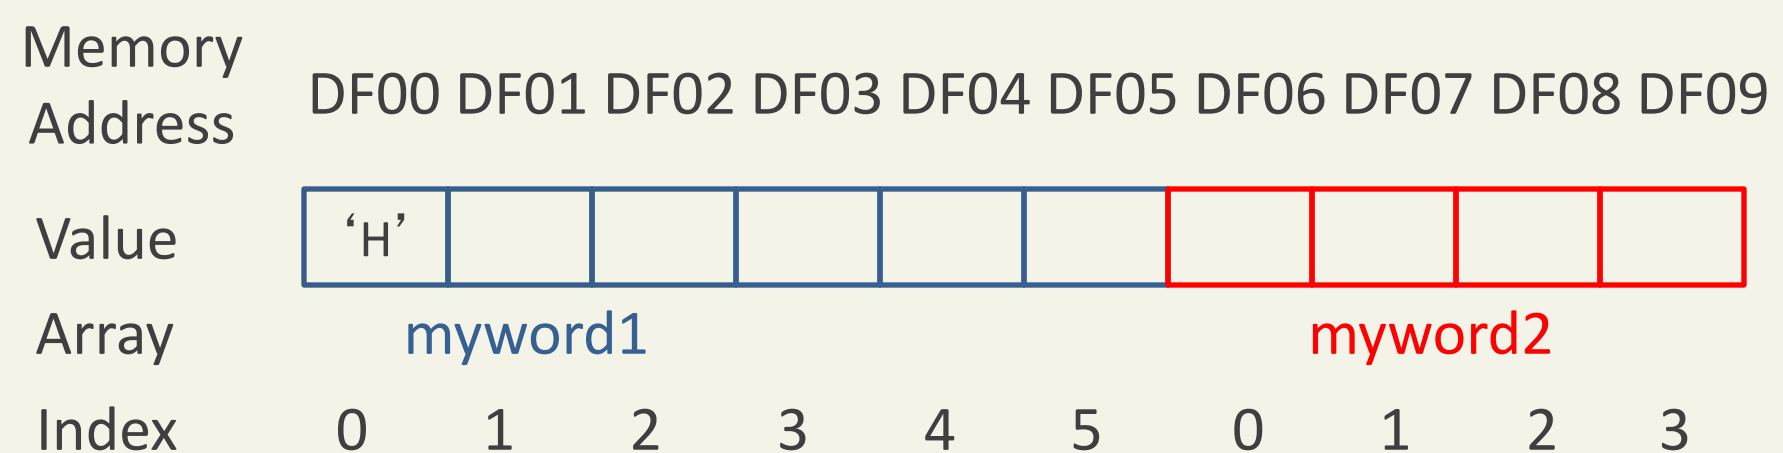 Memory
Address DF00 DF01 DF02 DF03 DF04 DF05 DF06 DF07 DF08 DF09
Value ‘H’
Array myword1 myword2
Index 0 1 2 3 4 5 0 1 2 3